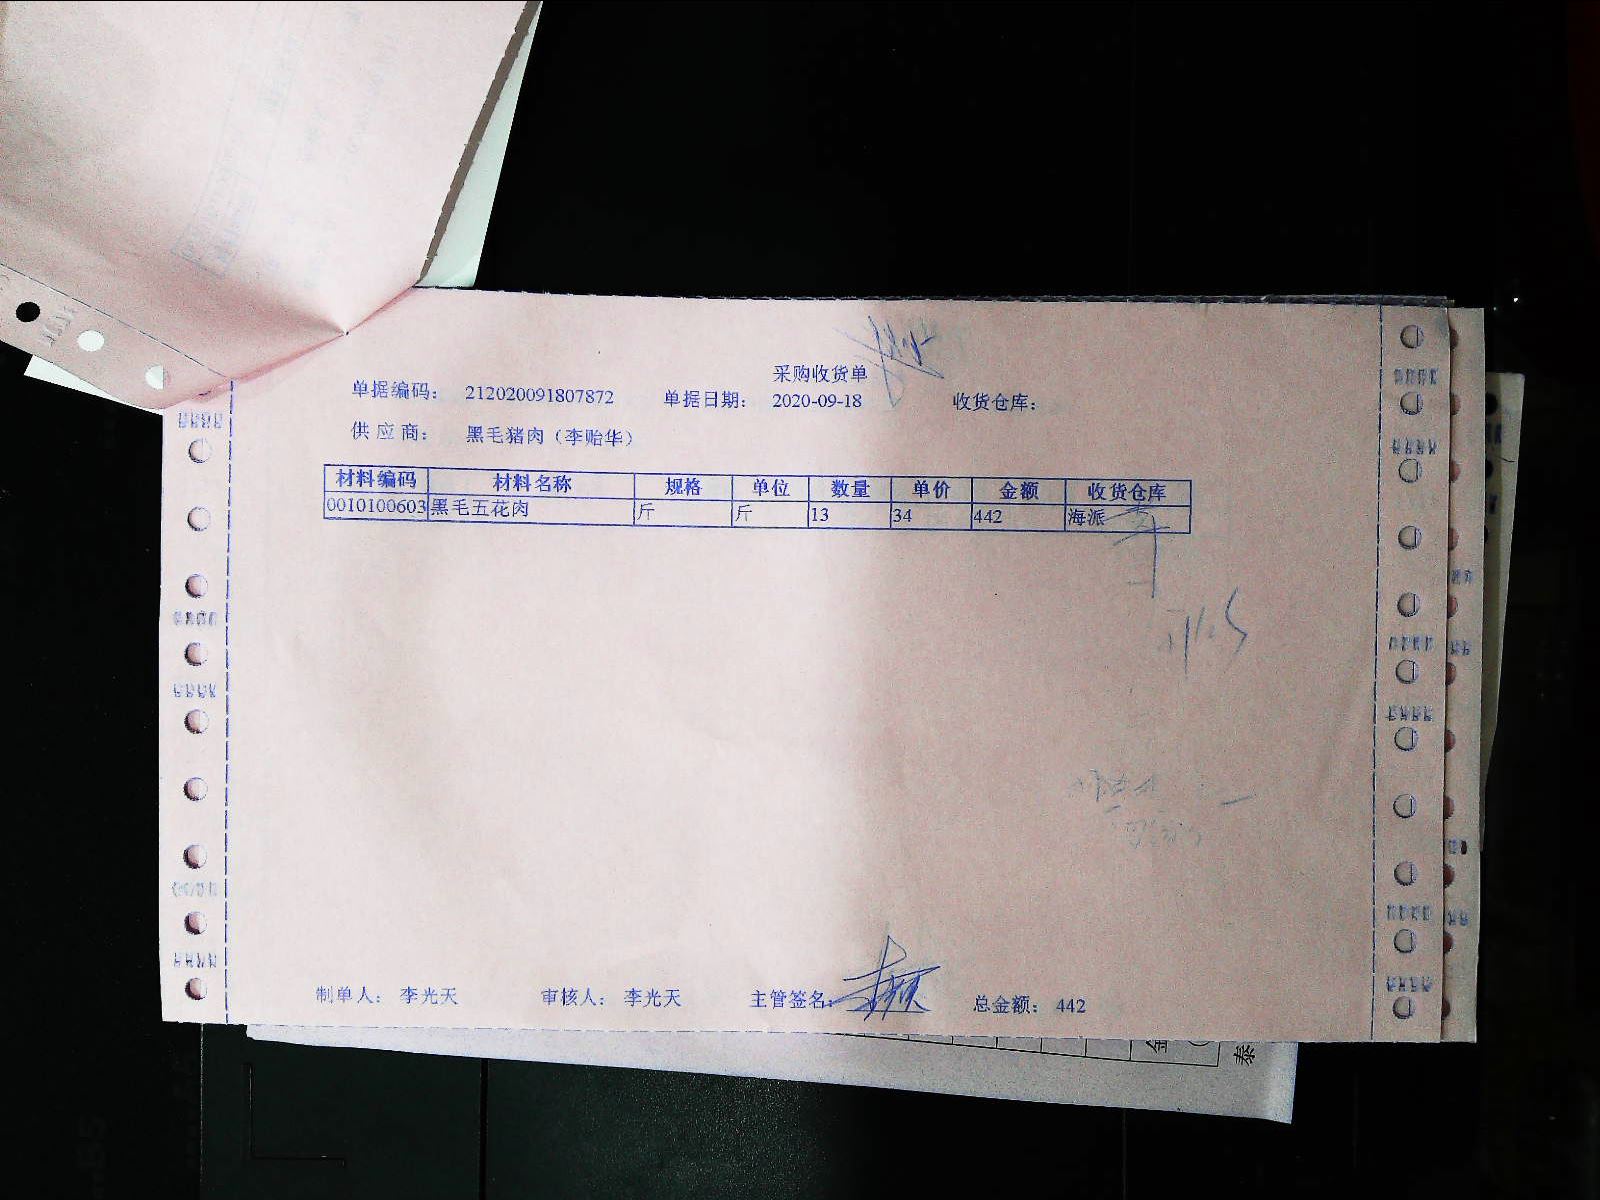 采购收货单
单据编码： 212020091807872 单据日期： 2020-09-18 收货仓库：
供应商： 黑毛猪肉（李贻华）
材料编码 材料名称 规格 单位 数量 单价 金额 收货仓库
0010100603 黑毛五花肉 斤 斤 13 34 442 海派
制单人： 李光天 审核人： 李光天 主管签名： 总金额： 442
金
泰